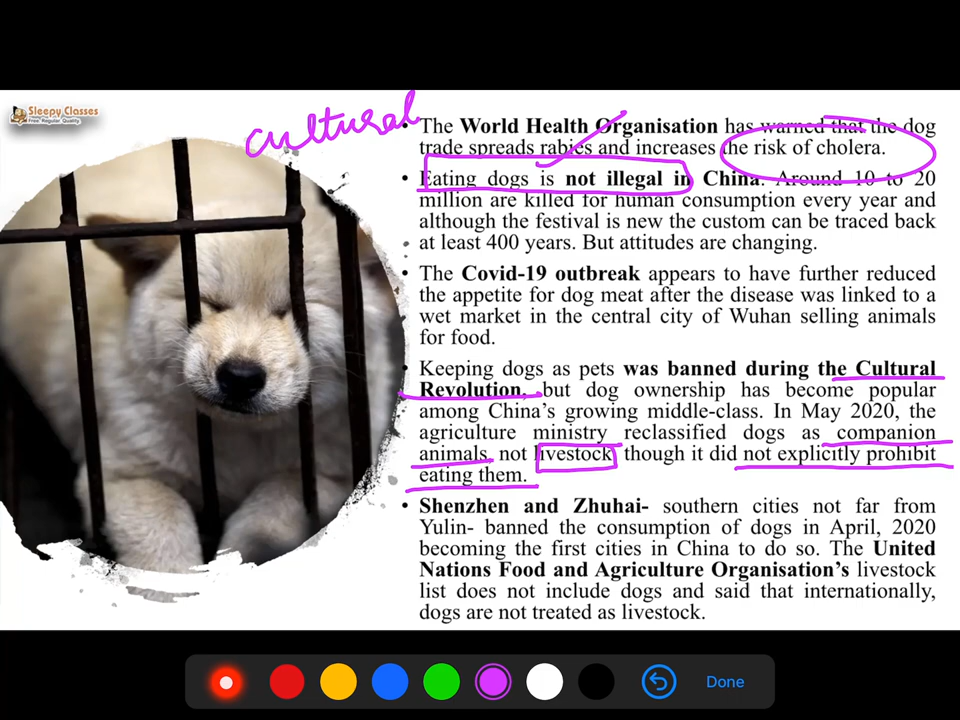 Sleepy Classes
Free. Regular. Quality.
cultural
• The World Health Organisation has warned that the dog
trade spreads rabies and increases the risk of cholera.
• Eating dogs is not illegal in China. Around 10 to 20
million are killed for human consumption every year and
although the festival is new the custom can be traced back
at least 400 years. But attitudes are changing.
• The Covid-19 outbreak appears to have further reduced
the appetite for dog meat after the disease was linked to a
wet market in the central city of Wuhan selling animals
for food.
• Keeping dogs as pets was banned during the Cultural
Revolution, but dog ownership has become popular
among China's growing middle-class. In May 2020, the
agriculture ministry reclassified dogs as companion
animals, not livestock, though it did not explicitly prohibit
eating them.
• Shenzhen and Zhuhai- southern cities not far from
Yulin- banned the consumption of dogs in April, 2020
becoming the first cities in China to do so. The United
Nations Food and Agriculture Organisation's livestock
list does not include dogs and said that internationally,
dogs are not treated as livestock.
Done